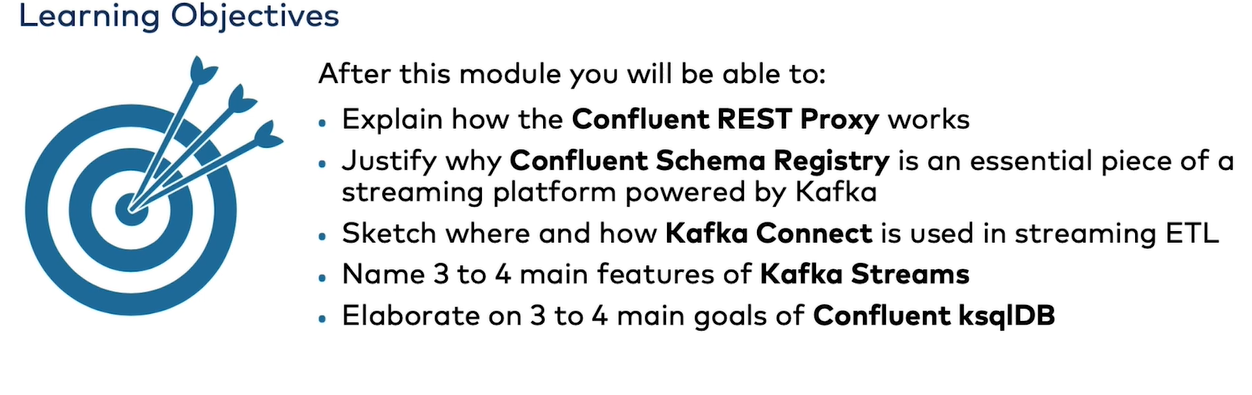 Learning Objectives
After this module you will be able to:
• Explain how the Confluent REST Proxy works
• Justify why Confluent Schema Registry is an essential piece of a
streaming platform powered by Kafka
• Sketch where and how Kafka Connect is used in streaming ETL
• Name 3 to 4 main features of Kafka Streams
• Elaborate on 3 to 4 main goals of Confluent ksqlDB